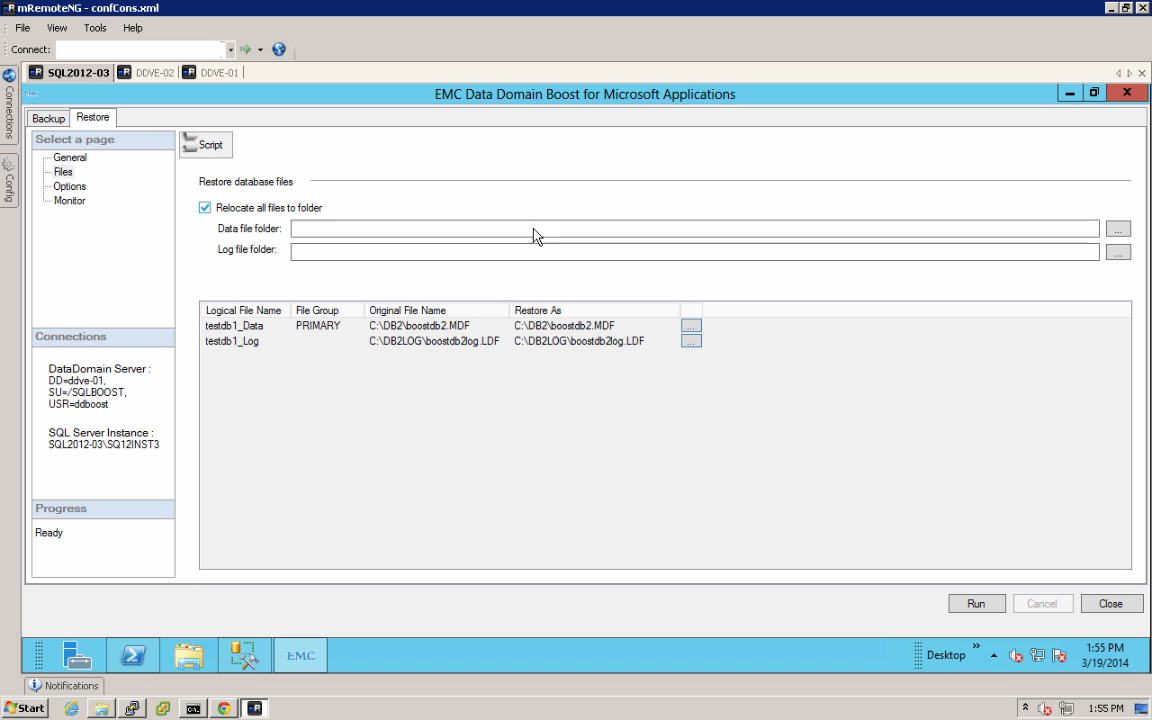 mRemoteNG - confCons.xml
File View Tools Help
Connect:
SQL2012-03 DDVE-02 DDVE-01
Connections
Config
EMC Data Domain Boost for Microsoft Applications
Backup Restore
Select a page
General
Files
Options
Monitor
Script
Restore database files
Relocate all files to folder
Data file folder: ...
Log file folder: ...
Logical File Name File Group Original File Name Restore As
testdb1_Data PRIMARY C:\DB2\boostdb2.MDF C:\DB2\boostdb2.MDF ...
testdb1_Log C:\DB2LOG\boostdb2log.LDF C:\DB2LOG\boostdb2log.LDF ...
Connections
DataDomain Server :
DD=ddve-01,
SU=/SQLBOOST,
USR=ddboost
SQL Server Instance :
SQL2012-03\SQ12INST3
Progress
Ready
Run Cancel Close
EMC
Desktop
1:55 PM
3/19/2014
Notifications
Start
1:55 PM